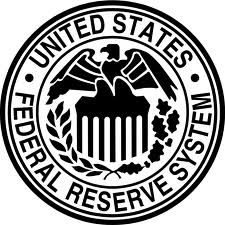 UNITED STATES
FEDERAL RESERVE SYSTEM